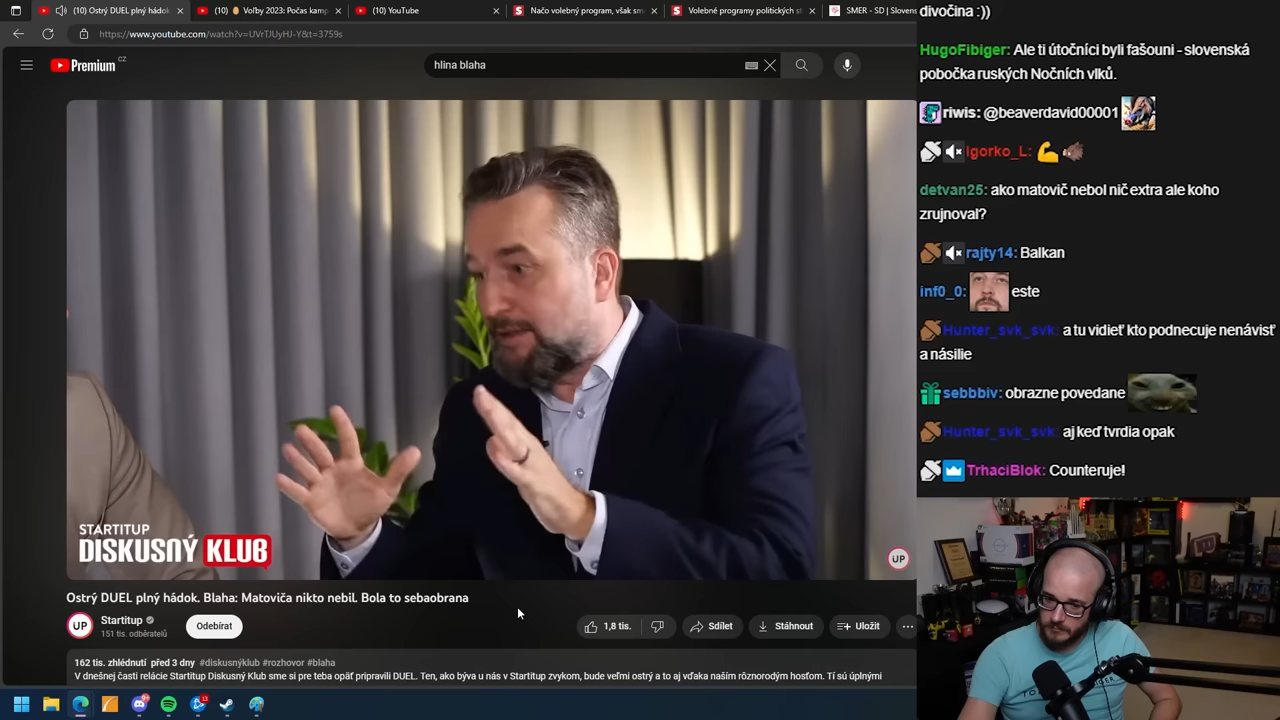 (10) Ostrý DUEL plný hádok
(10) 🥚 Voľby 2023: Počas kamp
(10) YouTube
Načo volebný program, však sm
Volebné programy politických st
SMER - SD | Slovens
https://www.youtube.com/watch?v=UVrTJUyHJ-Y&t=3759s
Premium CZ
hlina blaha
STARTITUP
DISKUSNÝ KLUB
UP
Ostrý DUEL plný hádok. Blaha: Matoviča nikto nebil. Bola to sebaobrana
UP
Startitup
151 tis. odběratelů
Odebírat
1,8 tis.
Sdílet
Stáhnout
Uložit
162 tis. zhlédnutí před 3 dny #diskusnýklub #rozhovor #blaha
V dnešnej časti relácie Startitup Diskusný Klub sme si pre teba opäť pripravili DUEL. Ten, ako býva u nás v Startitup zvykom, bude veľmi ostrý a to aj vďaka naším rôznorodým hosťom. Tí sú úplnými
divočina :))
HugoFibiger: Ale ti útočníci byli fašouni - slovenská
pobočka ruských Nočních vlků.
riwis: @beaverdavid00001
Igorko_L: 💪
detvan25: ako matovič nebol nič extra ale koho
zrujnoval?
rajty14: Balkan
inf0_0: este
Hunter_svk_svk: a tu vidieť kto podnecuje nenávisť
a násilie
sebbbiv: obrazne povedane
Hunter_svk_svk: aj keď tvrdia opak
TrhaciBlok: Counteruje!